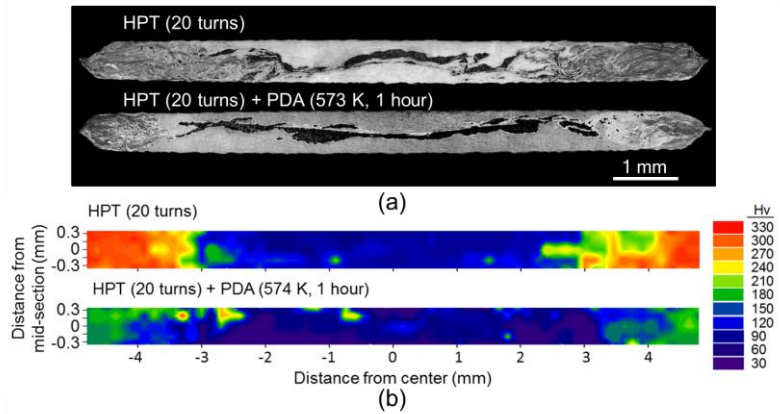 HPT (20 turns)
HPT (20 turns) + PDA (573 K, 1 hour)
1 mm
(a)
HPT (20 turns)
Hv
330
300
270
240
210
180
150
120
90
60
30
Distance from
mid-section (mm)
0.3
0
-0.3
HPT (20 turns) + PDA (574 K, 1 hour)
0.3
0
-0.3
-4 -3 -2 -1 0 1 2 3 4
Distance from center (mm)
(b)